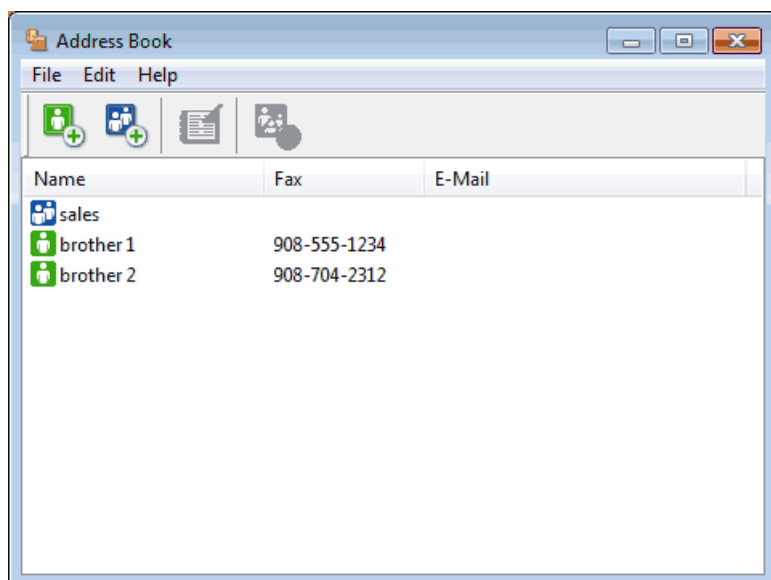 Address Book
File Edit Help
Name Fax E-Mail
sales
brother 1 908-555-1234
brother 2 908-704-2312